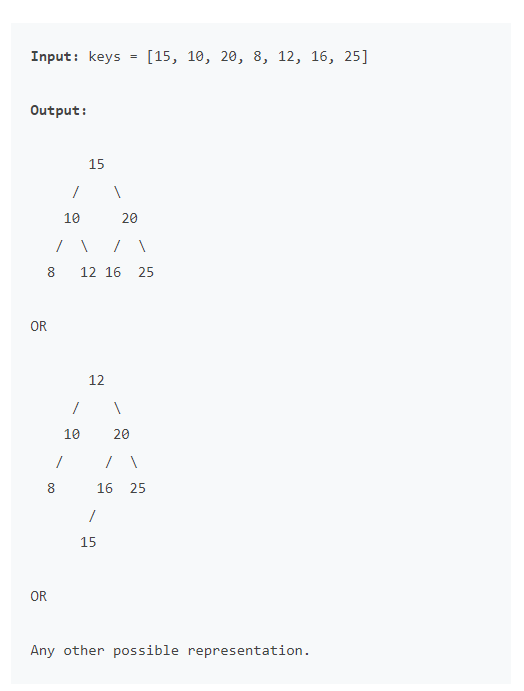 Input: keys = [15, 10, 20, 8, 12, 16, 25]
Output:
       15
     /    \
    10     20
   /  \   /  \
  8   12 16  25
OR
       12
     /    \
    10    20
   /     /  \
  8     16  25
       /
      15
OR
Any other possible representation.